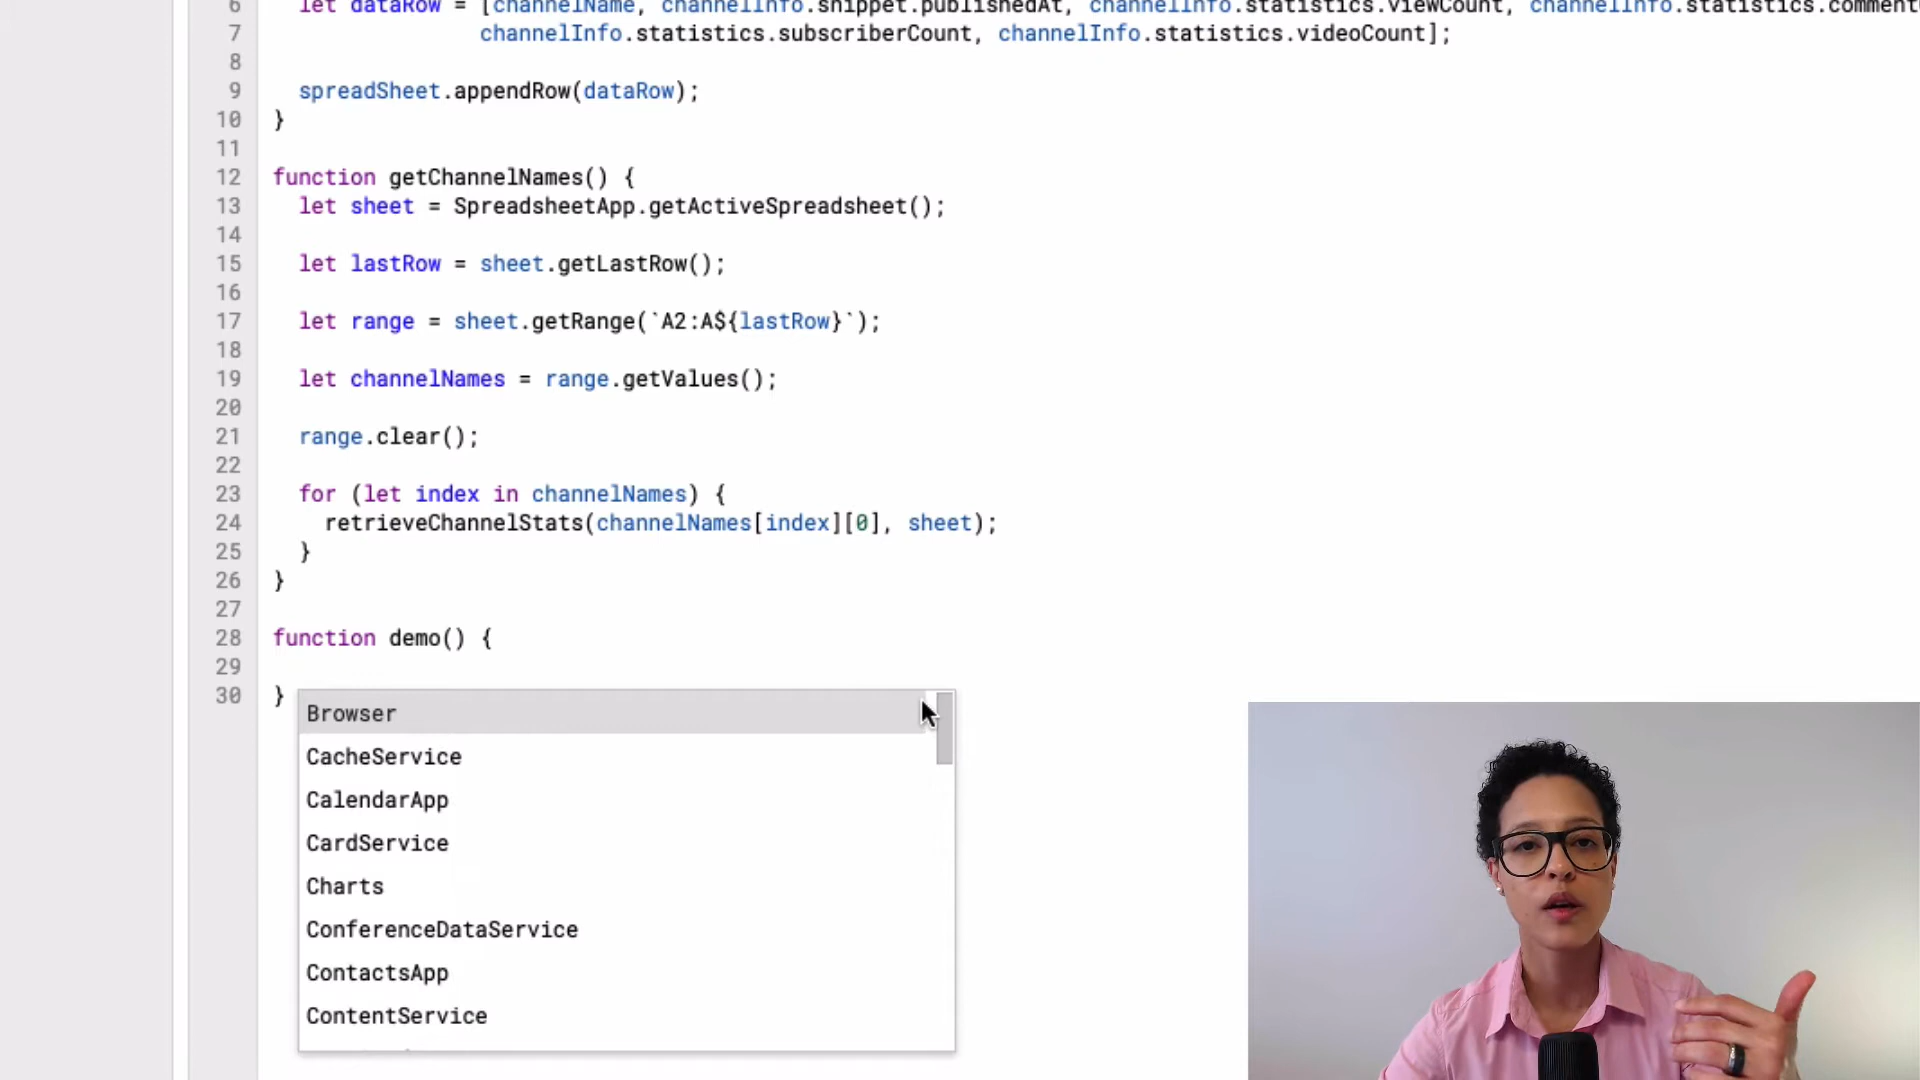 6 let dataRow = [channelName, channelInfo.snippet.publishedAt, channelInfo.statistics.viewCount, channelInfo.statistics.comment
7 channelInfo.statistics.subscriberCount, channelInfo.statistics.videoCount];
8
9 spreadSheet.appendRow(dataRow);
10 }
11
12 function getChannelNames() {
13 let sheet = SpreadsheetApp.getActiveSpreadsheet();
14
15 let lastRow = sheet.getLastRow();
16
17 let range = sheet.getRange(`A2:A${lastRow}`);
18
19 let channelNames = range.getValues();
20
21 range.clear();
22
23 for (let index in channelNames) {
24 retrieveChannelStats(channelNames[index][0], sheet);
25 }
26 }
27
28 function demo() {
29
30 }
Browser
CacheService
CalendarApp
CardService
Charts
ConferenceDataService
ContactsApp
ContentService